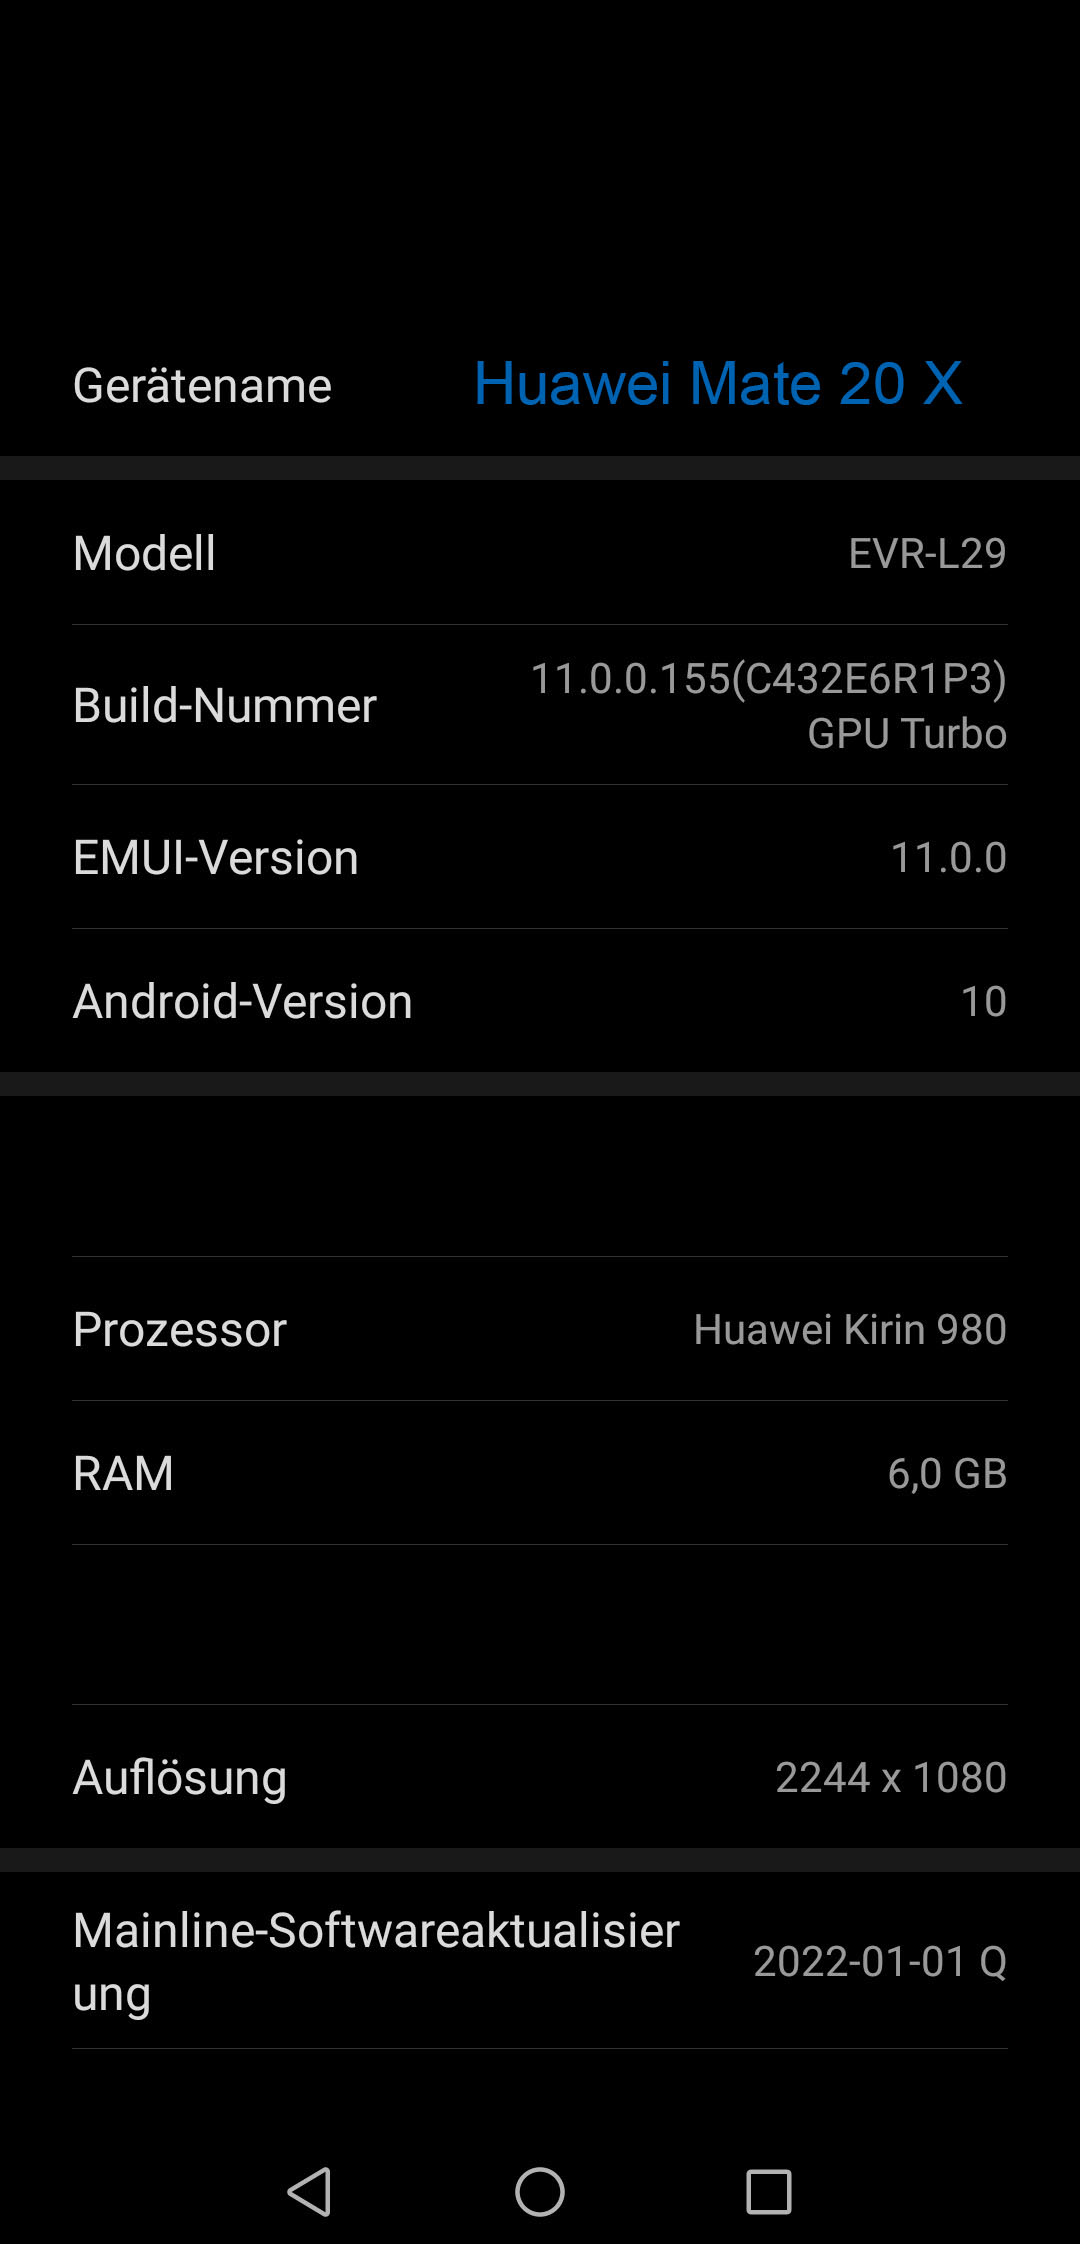 Gerätename Huawei Mate 20 X
Modell EVR-L29
Build-Nummer 11.0.0.155(C432E6R1P3)
GPU Turbo
EMUI-Version 11.0.0
Android-Version 10
Prozessor Huawei Kirin 980
RAM 6,0 GB
Auflösung 2244 x 1080
Mainline-Softwareaktualisier
ung 2022-01-01 Q